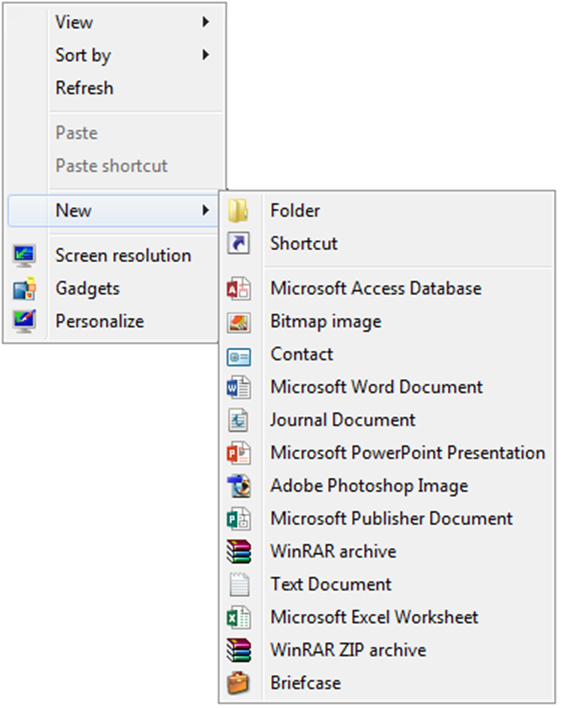 View
Sort by
Refresh
Paste
Paste shortcut
New
Screen resolution
Gadgets
Personalize
Folder
Shortcut
Microsoft Access Database
Bitmap image
Contact
Microsoft Word Document
Journal Document
Microsoft PowerPoint Presentation
Adobe Photoshop Image
Microsoft Publisher Document
WinRAR archive
Text Document
Microsoft Excel Worksheet
WinRAR ZIP archive
Briefcase